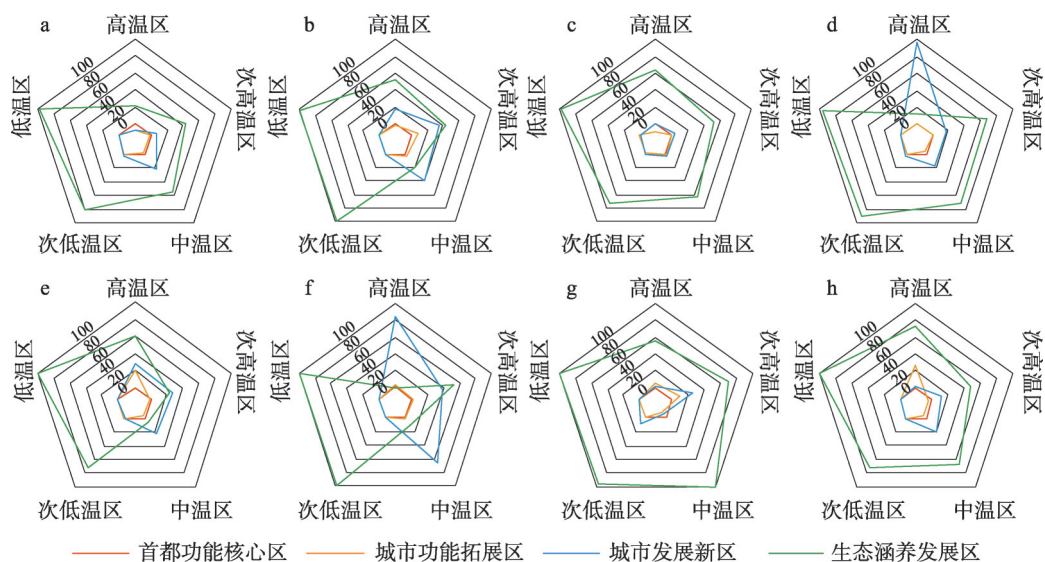 a 高温区 次高温区 中温区 次低温区 低温区 100 80 60 40 20 0
b 高温区 次高温区 中温区 次低温区 低温区 100 80 60 40 20 0
c 高温区 次高温区 中温区 次低温区 低温区 100 80 60 40 20 0
d 高温区 次高温区 中温区 次低温区 低温区 100 80 60 40 20 0
e 高温区 次高温区 中温区 次低温区 低温区 100 80 60 40 20 0
f 高温区 次高温区 中温区 次低温区 低温区 100 80 60 40 20 0
g 高温区 次高温区 中温区 次低温区 低温区 100 80 60 40 20 0
h 高温区 次高温区 中温区 次低温区 低温区 100 80 60 40 20 0
首都功能核心区 城市功能拓展区 城市发展新区 生态涵养发展区